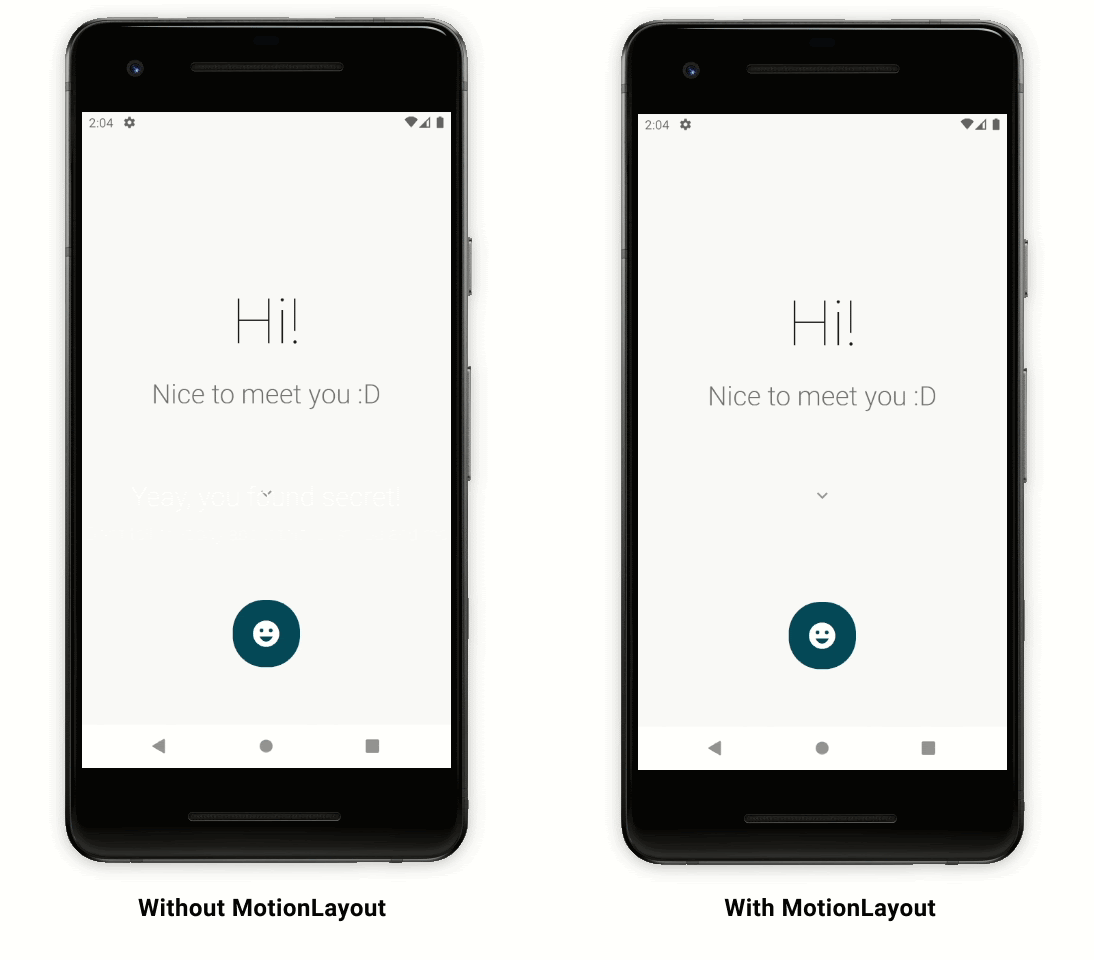 2:04
Hi!
Nice to meet you :D
Yeay, you found secret!
Without MotionLayout
2:04
Hi!
Nice to meet you :D
With MotionLayout